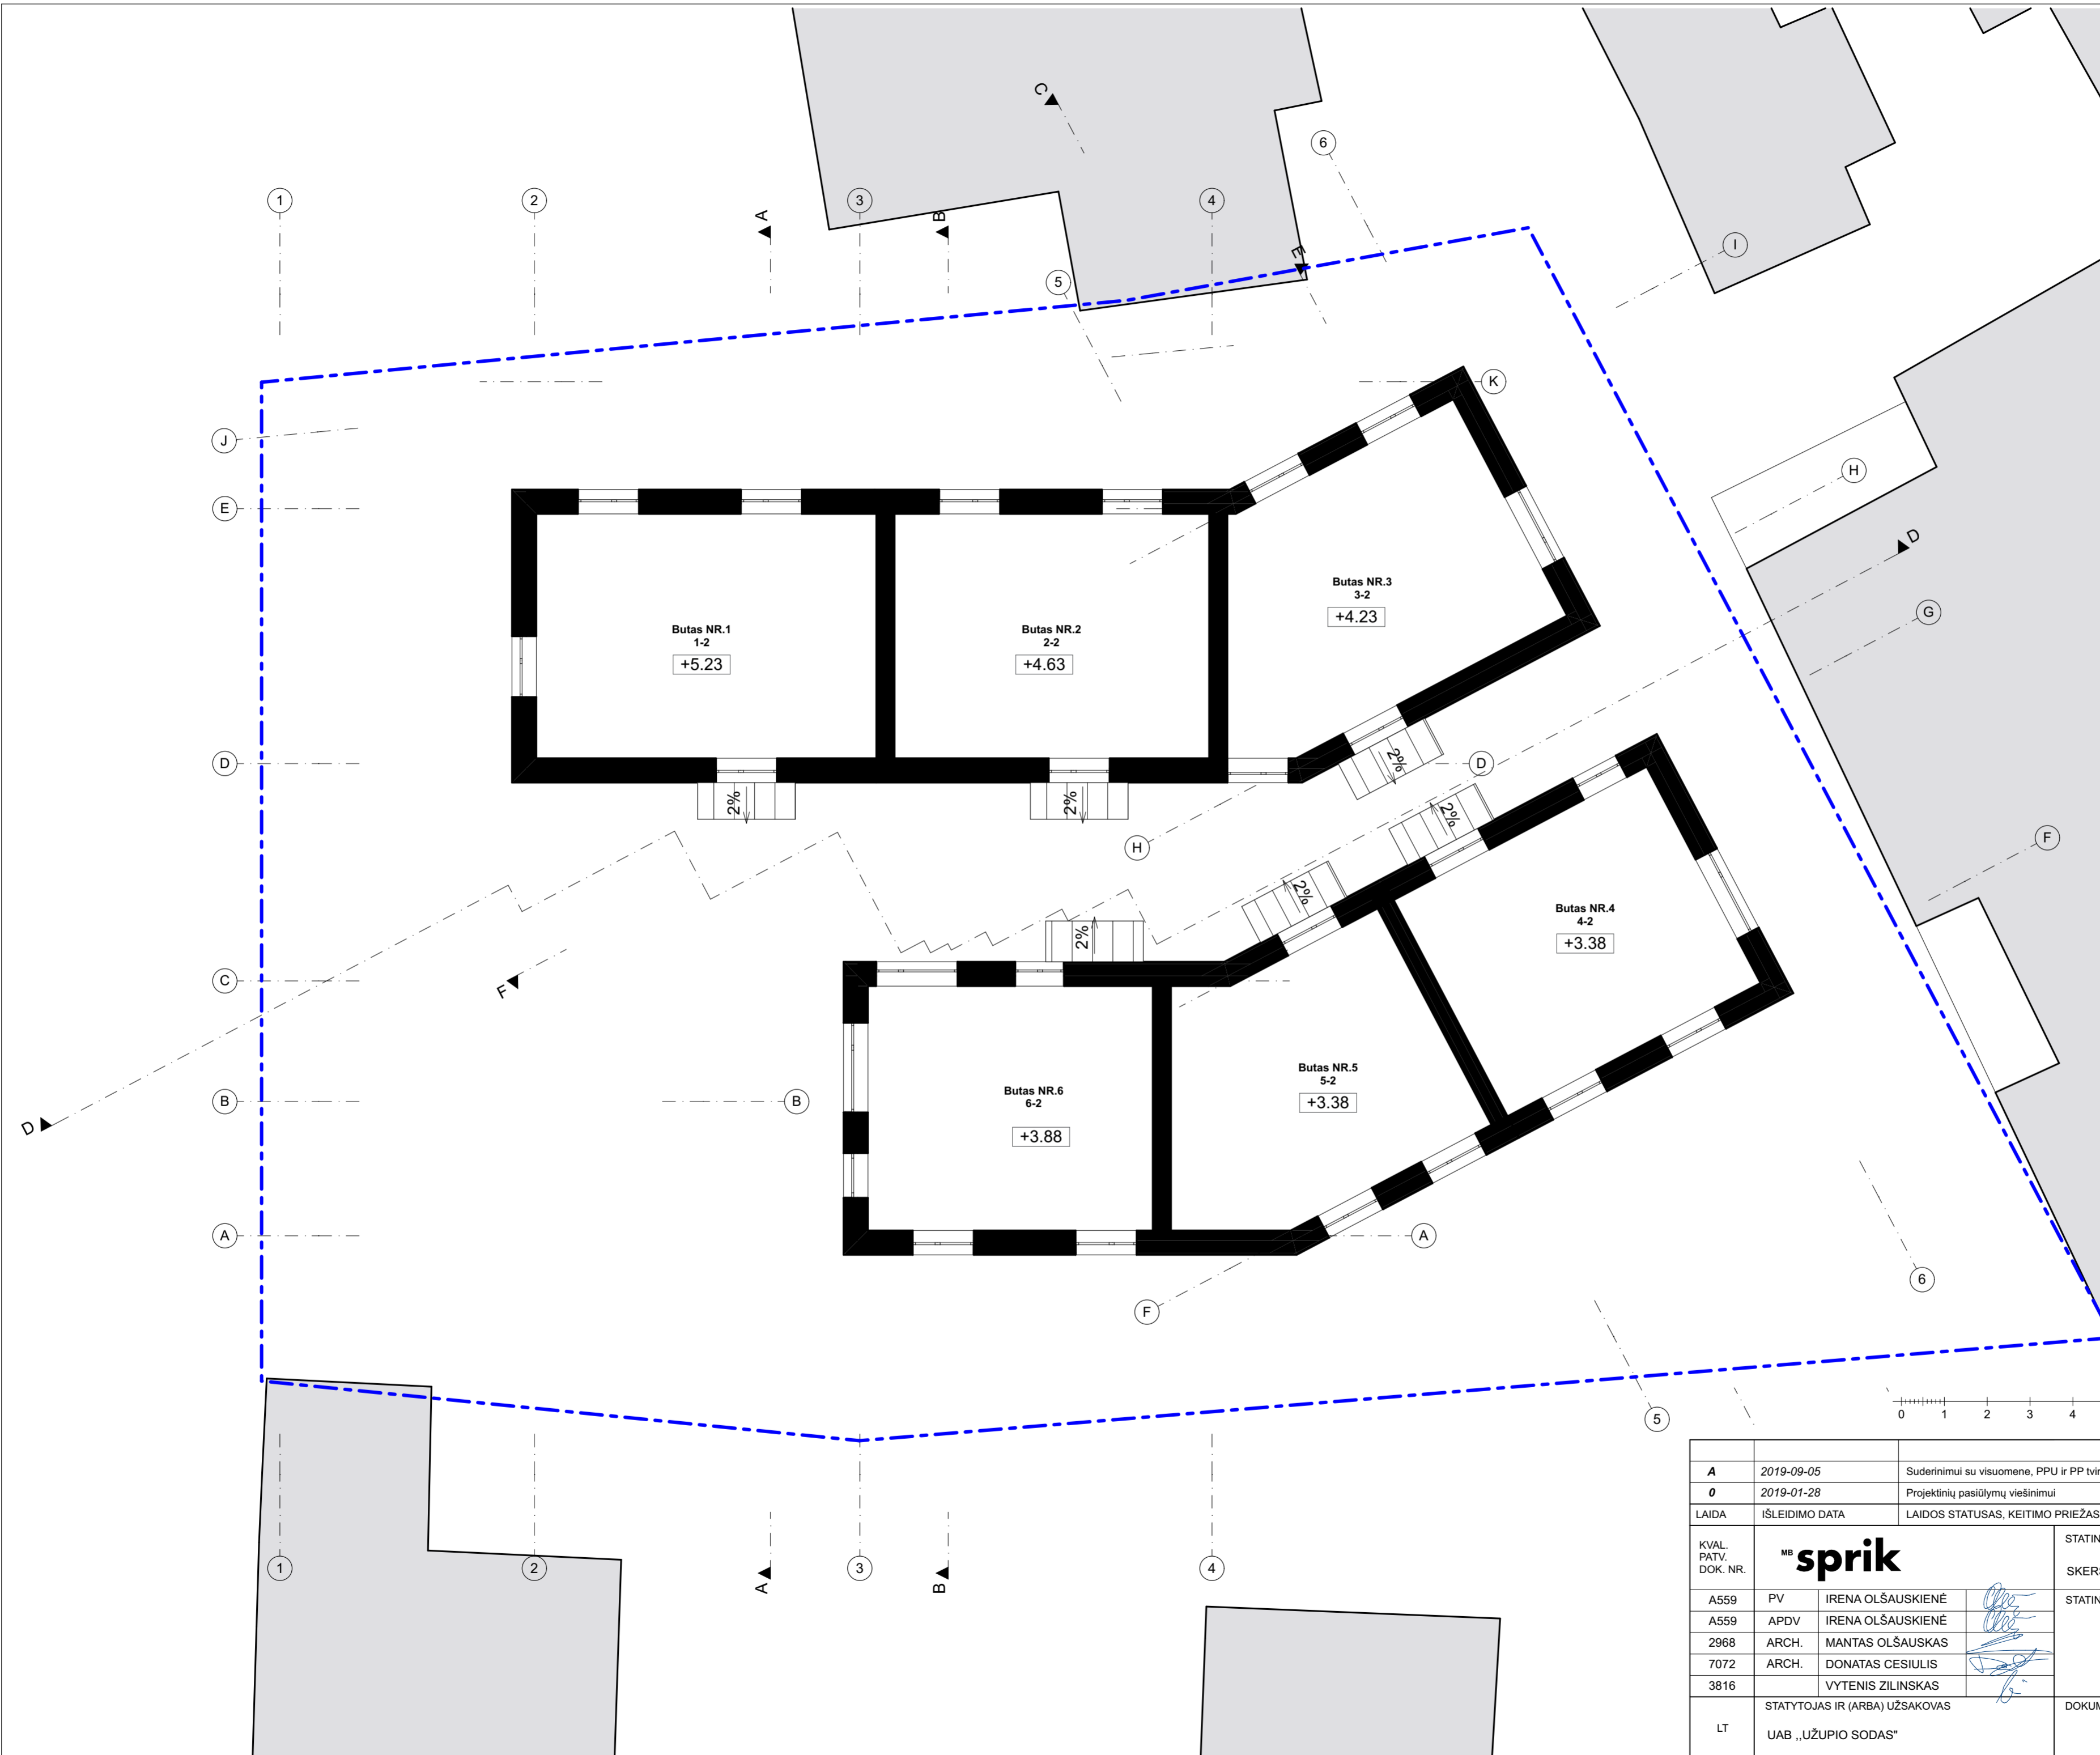 C
6
1
2
A
3
B
4
I
E
5
K
J
H
E
D
Butas NR.3
3-2
+4.23
G
Butas NR.1
1-2
+5.23
Butas NR.2
2-2
+4.63
D
D
2%
2%
2%
2%
H
F
2%
Butas NR.4
4-2
+3.38
2%
C
F
Butas NR.5
5-2
+3.38
Butas NR.6
6-2
+3.88
B
B
D
A
A
6
F
0 1 2 3 4
5
A 2019-09-05 Suderinimui su visuomene, PPU ir PP
0 2019-01-28 Projektinių pasiūlymų viešinimui
LAIDA IŠLEIDIMO DATA LAIDOS STATUSAS, KEITIMO PRIEŽAS
KVAL.
PATV.
DOK. NR.
MB sprik
STATIN
SKER
1
2
A
3
B
4
A559 PV IRENA OLŠAUSKIENĖ STATIN
A559 APDV IRENA OLŠAUSKIENĖ
2968 ARCH. MANTAS OLŠAUSKAS
7072 ARCH. DONATAS CESIULIS
3816 VYTENIS ZILINSKAS
LT
STATYTOJAS IR (ARBA) UŽSAKOVAS DOKUM
UAB ,,UŽUPIO SODAS"